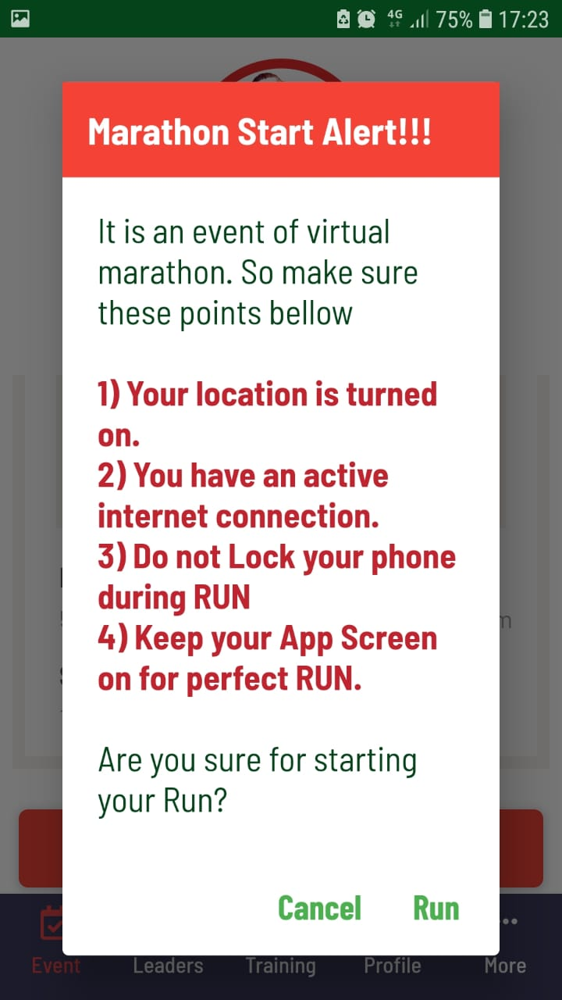 4G 75% 17:23
Marathon Start Alert!!!
It is an event of virtual
marathon. So make sure
these points bellow
1) Your location is turned
on.
2) You have an active
internet connection.
3) Do not Lock your phone
during RUN
4) Keep your App Screen
on for perfect RUN.
Are you sure for starting
your Run?
Cancel Run
Event Leaders Training Profile More